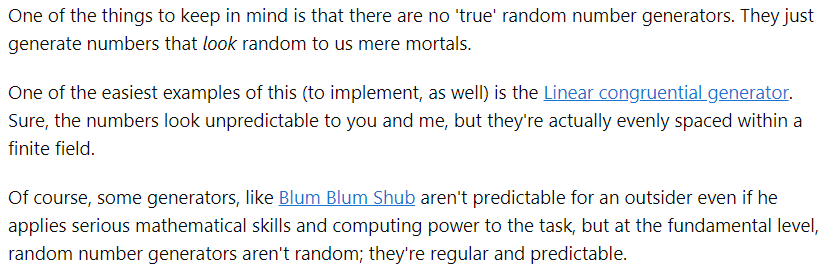 One of the things to keep in mind is that there are no 'true' random number generators. They just
generate numbers that look random to us mere mortals.
One of the easiest examples of this (to implement, as well) is the Linear congruential generator.
Sure, the numbers look unpredictable to you and me, but they're actually evenly spaced within a
finite field.
Of course, some generators, like Blum Blum Shub aren't predictable for an outsider even if he
applies serious mathematical skills and computing power to the task, but at the fundamental level,
random number generators aren't random; they're regular and predictable.